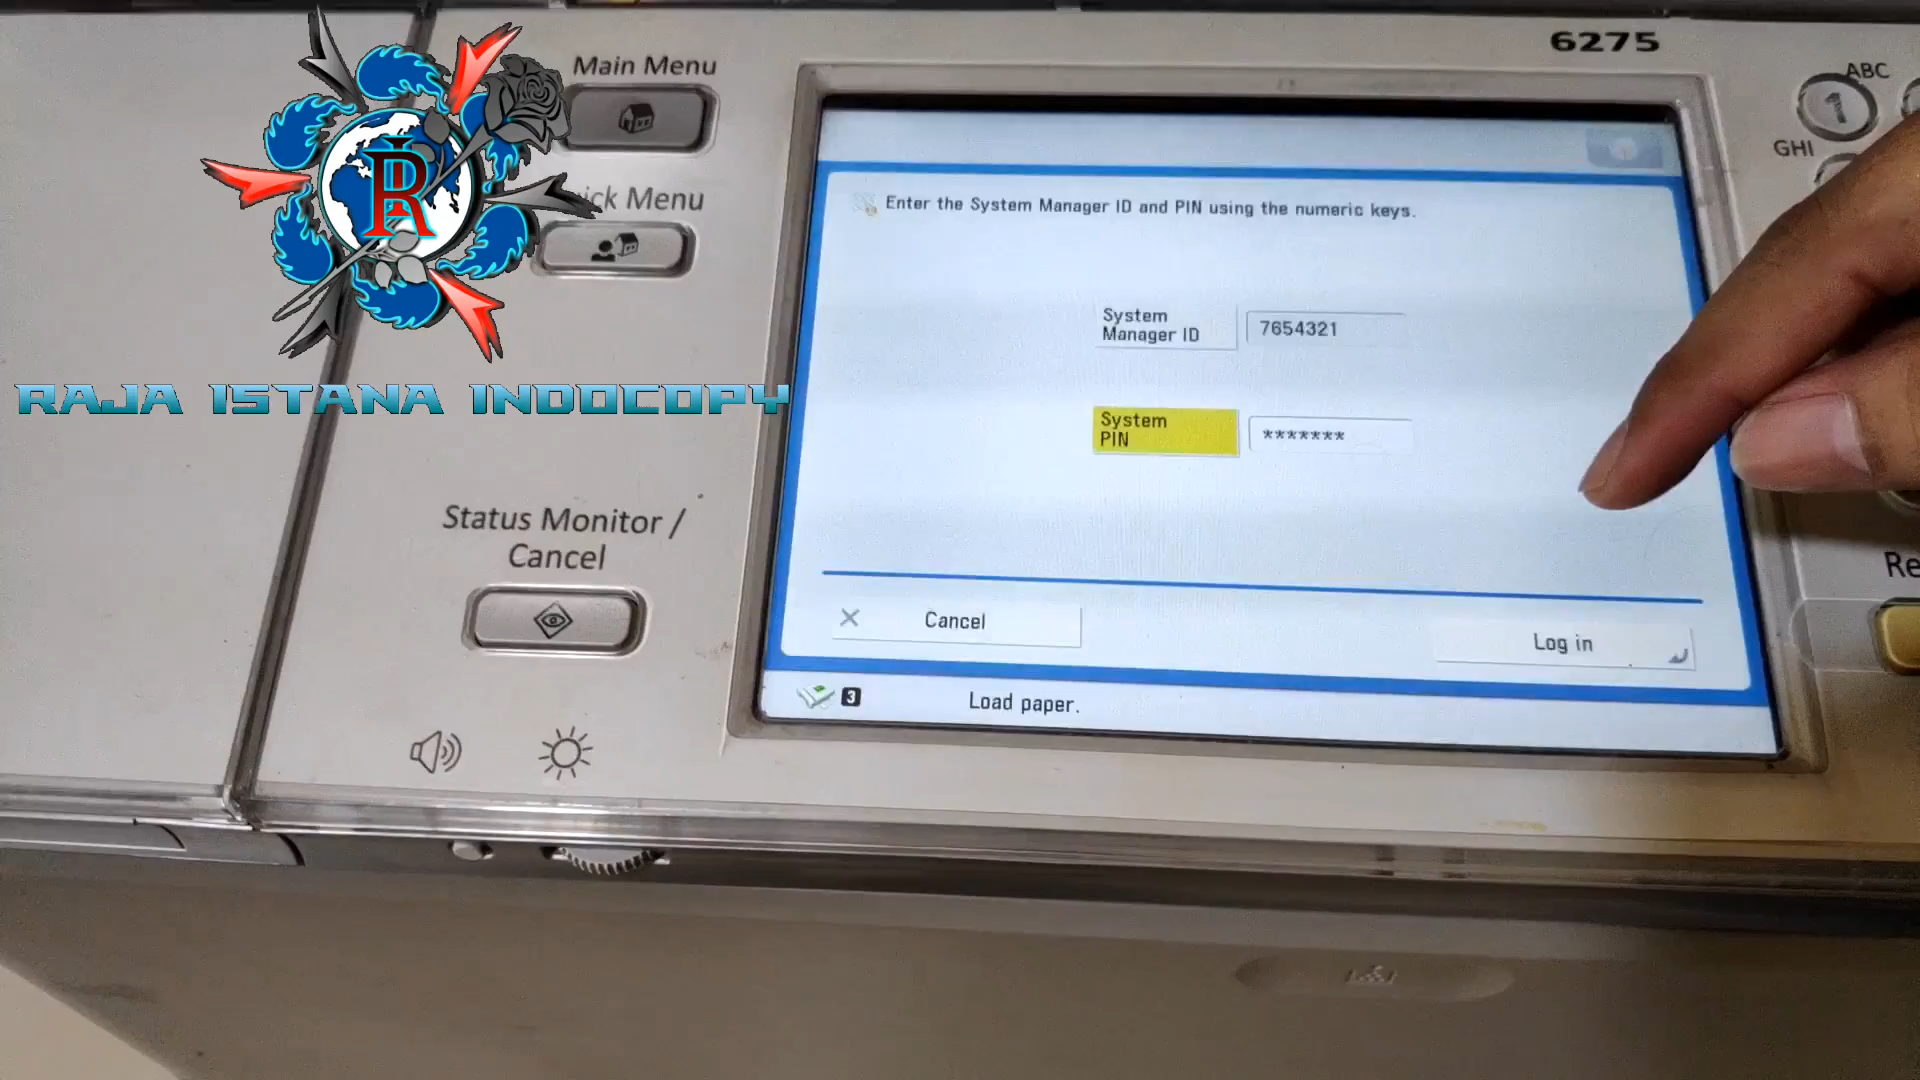 6275
Main Menu
ABC
1
GHI
ick Menu
R
RAJA ISTANA INDOCOPY
Enter the System Manager ID and PIN using the numeric keys.
System
Manager ID
7654321
System
PIN
*******
Status Monitor /
Cancel
Re
Cancel
Log in
3
Load paper.